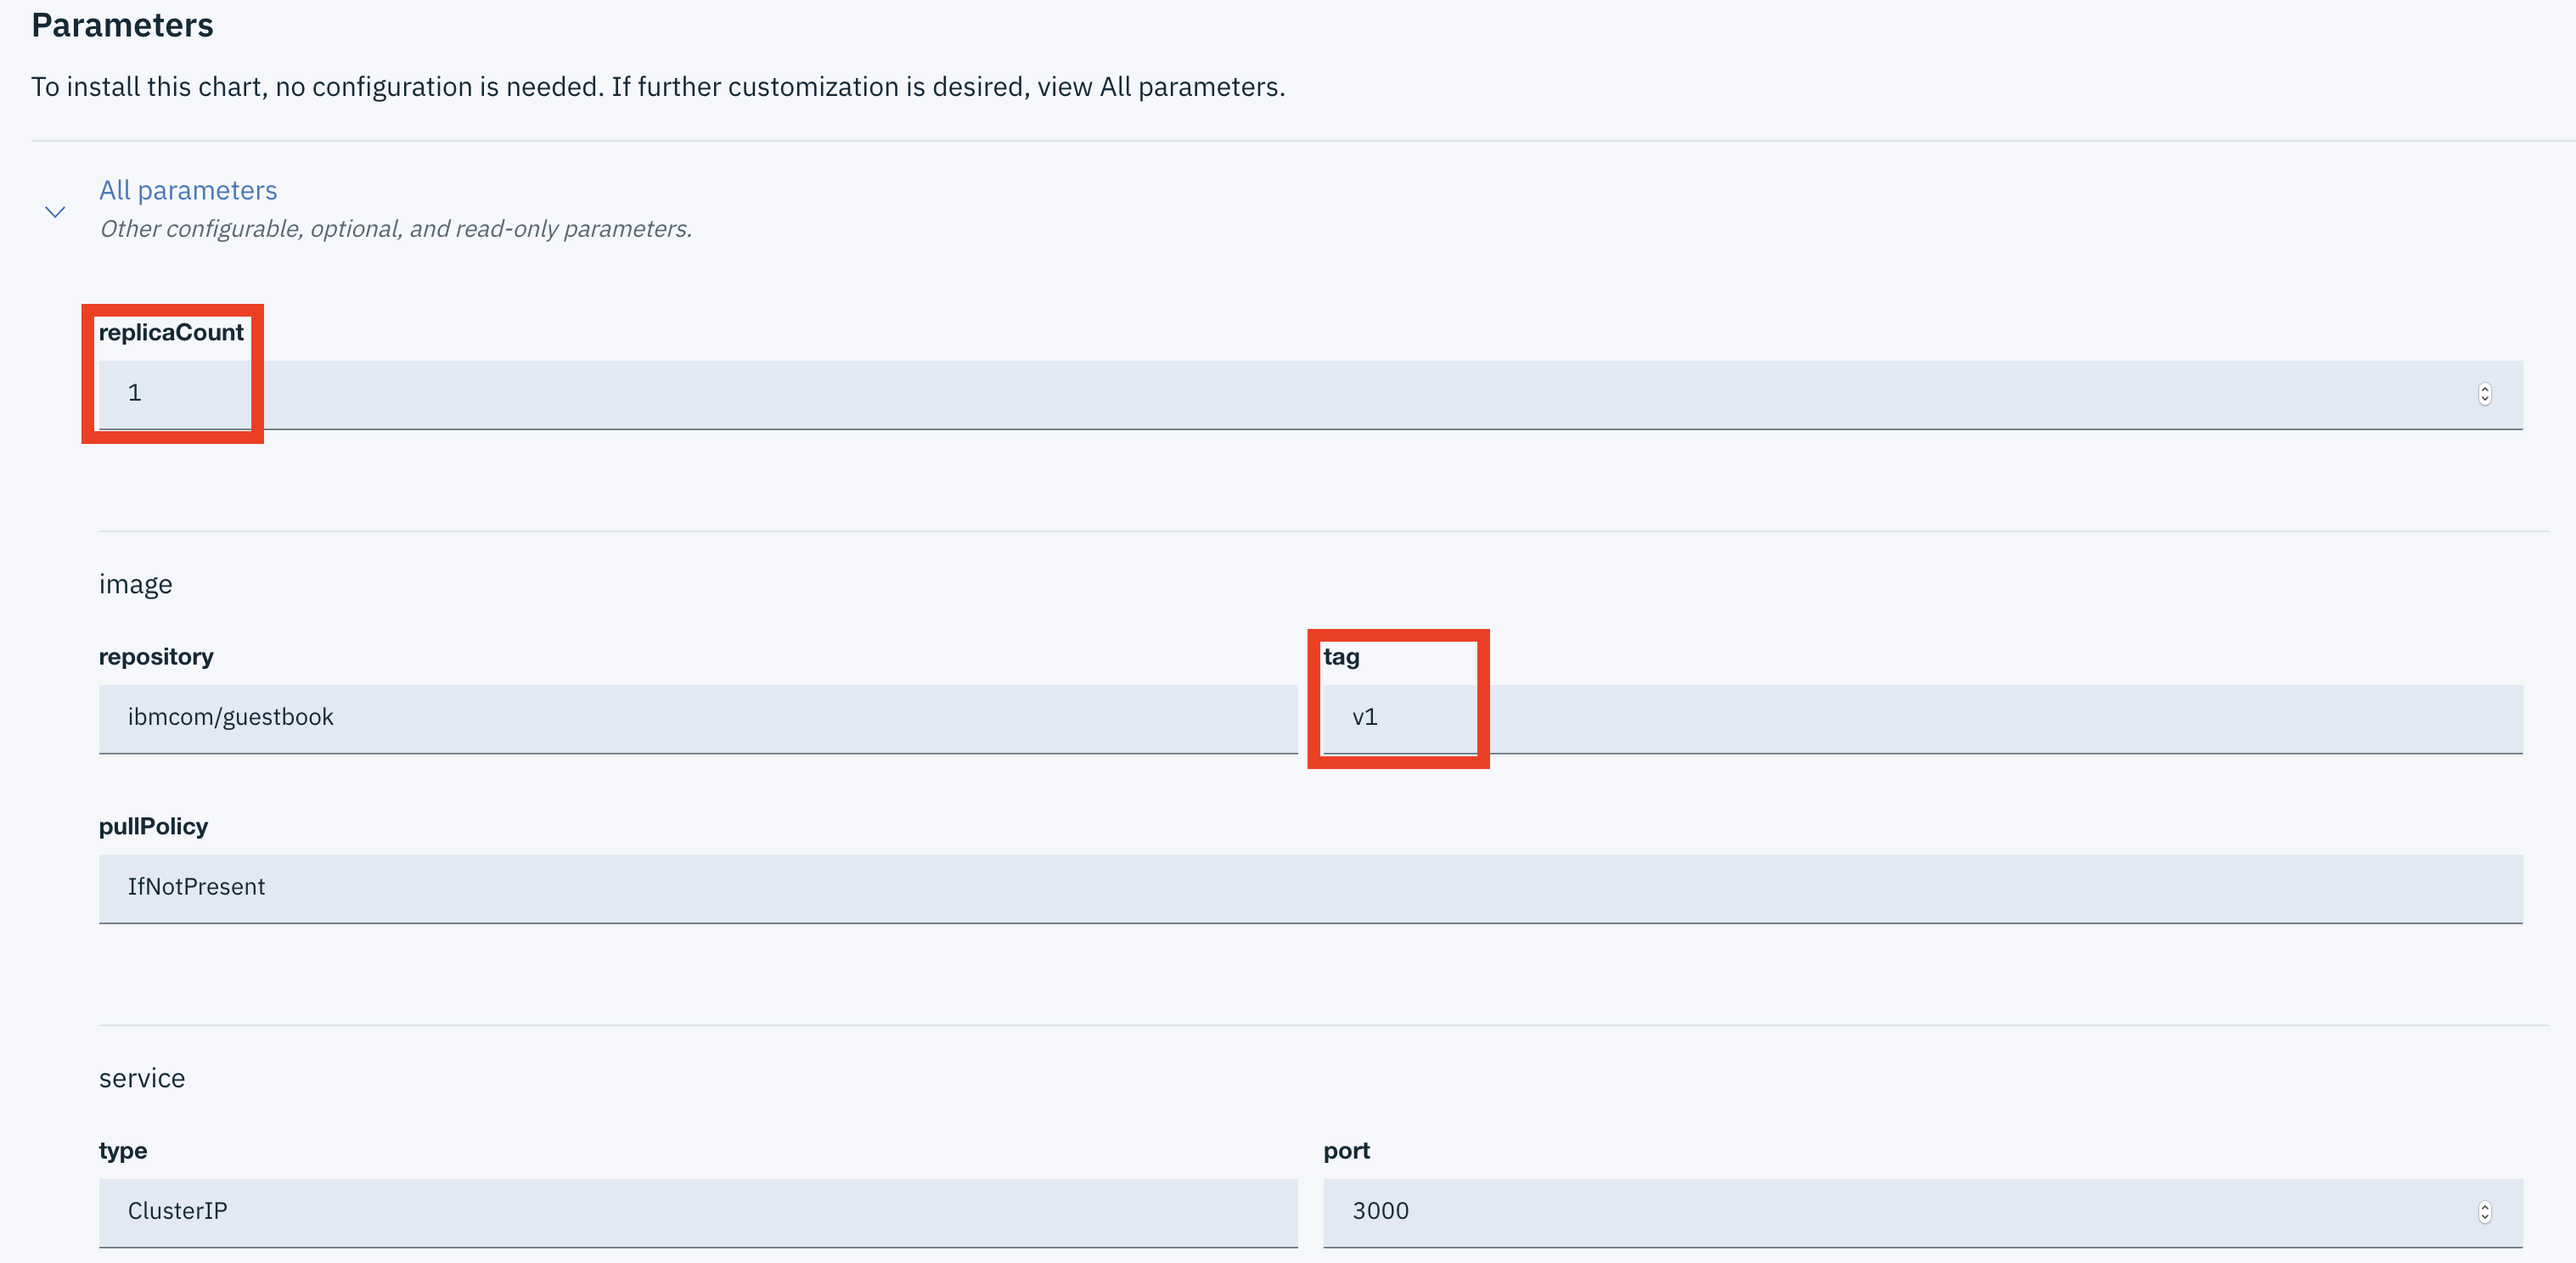 Parameters
To install this chart, no configuration is needed. If further customization is desired, view All parameters.
All parameters
Other configurable, optional, and read-only parameters.
replicaCount
1
image
repository
tag
ibmcom/guestbook
v1
pullPolicy
IfNotPresent
service
type
port
ClusterIP
3000